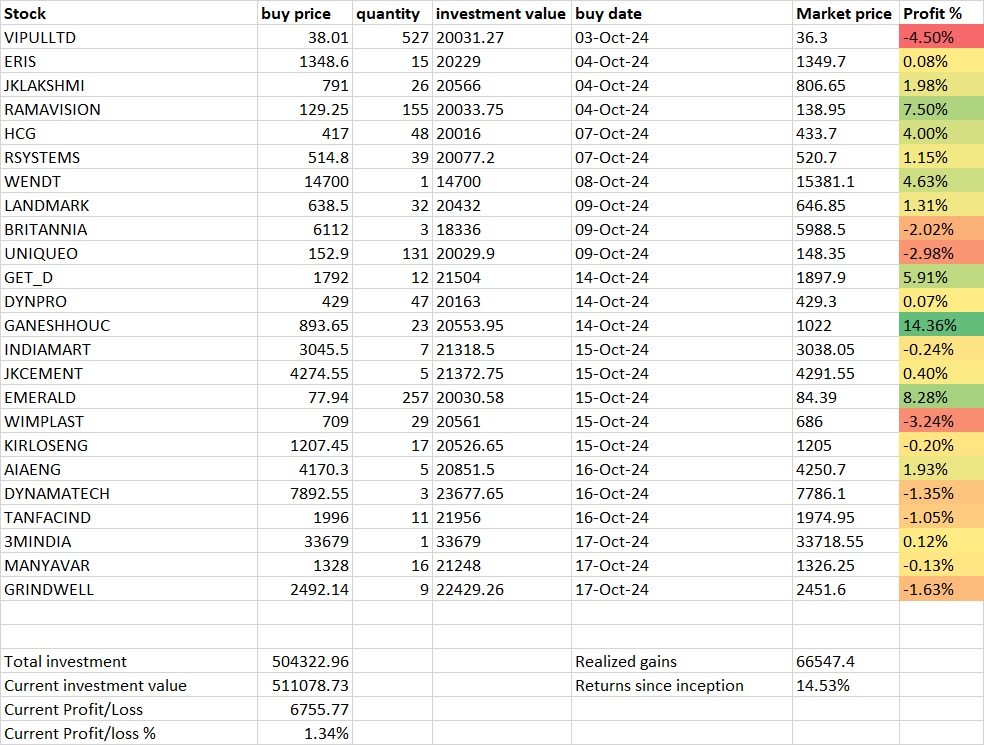 Stock buy price quantity investment value buy date Market price Profit %
VIPULLTD 38.01 527 20031.27 03-Oct-24 36.3 -4.50%
ERIS 1348.6 15 20229 04-Oct-24 1349.7 0.08%
JKLAKSHMI 791 26 20566 04-Oct-24 806.65 1.98%
RAMAVISION 129.25 155 20033.75 04-Oct-24 138.95 7.50%
HCG 417 48 20016 07-Oct-24 433.7 4.00%
RSYSTEMS 514.8 39 20077.2 07-Oct-24 520.7 1.15%
WENDT 14700 1 14700 08-Oct-24 15381.1 4.63%
LANDMARK 638.5 32 20432 09-Oct-24 646.85 1.31%
BRITANNIA 6112 3 18336 09-Oct-24 5988.5 -2.02%
UNIQUEO 152.9 131 20029.9 09-Oct-24 148.35 -2.98%
GET_D 1792 12 21504 14-Oct-24 1897.9 5.91%
DYNPRO 429 47 20163 14-Oct-24 429.3 0.07%
GANESHHOUC 893.65 23 20553.95 14-Oct-24 1022 14.36%
INDIAMART 3045.5 7 21318.5 15-Oct-24 3038.05 -0.24%
JKCEMENT 4274.55 5 21372.75 15-Oct-24 4291.55 0.40%
EMERALD 77.94 257 20030.58 15-Oct-24 84.39 8.28%
WIMPLAST 709 29 20561 15-Oct-24 686 -3.24%
KIRLOSENG 1207.45 17 20526.65 15-Oct-24 1205 -0.20%
AIAENG 4170.3 5 20851.5 16-Oct-24 4250.7 1.93%
DYNAMATECH 7892.55 3 23677.65 16-Oct-24 7786.1 -1.35%
TANFACIND 1996 11 21956 16-Oct-24 1974.95 -1.05%
3MINDIA 33679 1 33679 17-Oct-24 33718.55 0.12%
MANYAVAR 1328 16 21248 17-Oct-24 1326.25 -0.13%
GRINDWELL 2492.14 9 22429.26 17-Oct-24 2451.6 -1.63%
Total investment 504322.96 Realized gains 66547.4
Current investment value 511078.73 Returns since inception 14.53%
Current Profit/Loss 6755.77
Current Profit/loss % 1.34%